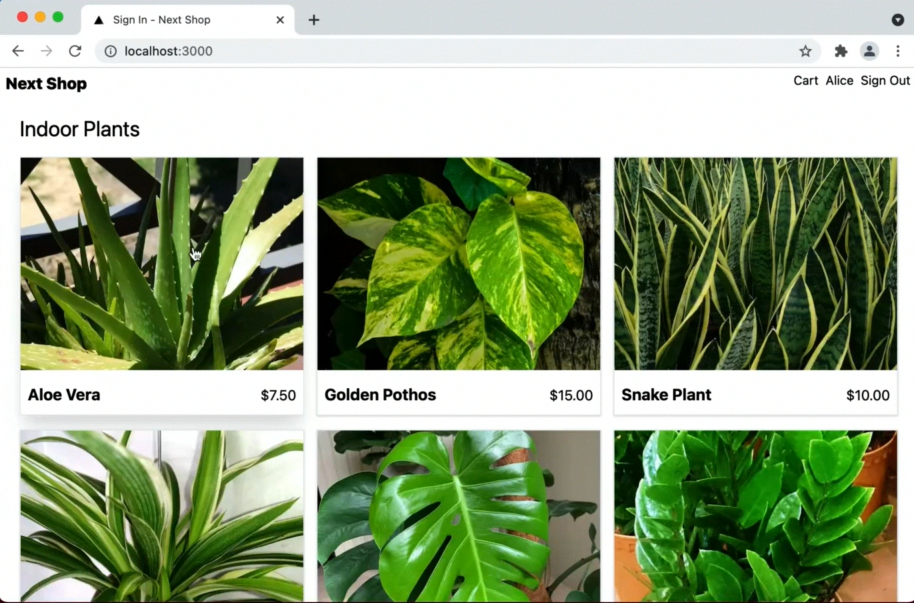 Sign In - Next Shop
localhost:3000
Next Shop
Cart Alice Sign Out
Indoor Plants
Aloe Vera $7.50
Golden Pothos $15.00
Snake Plant $10.00